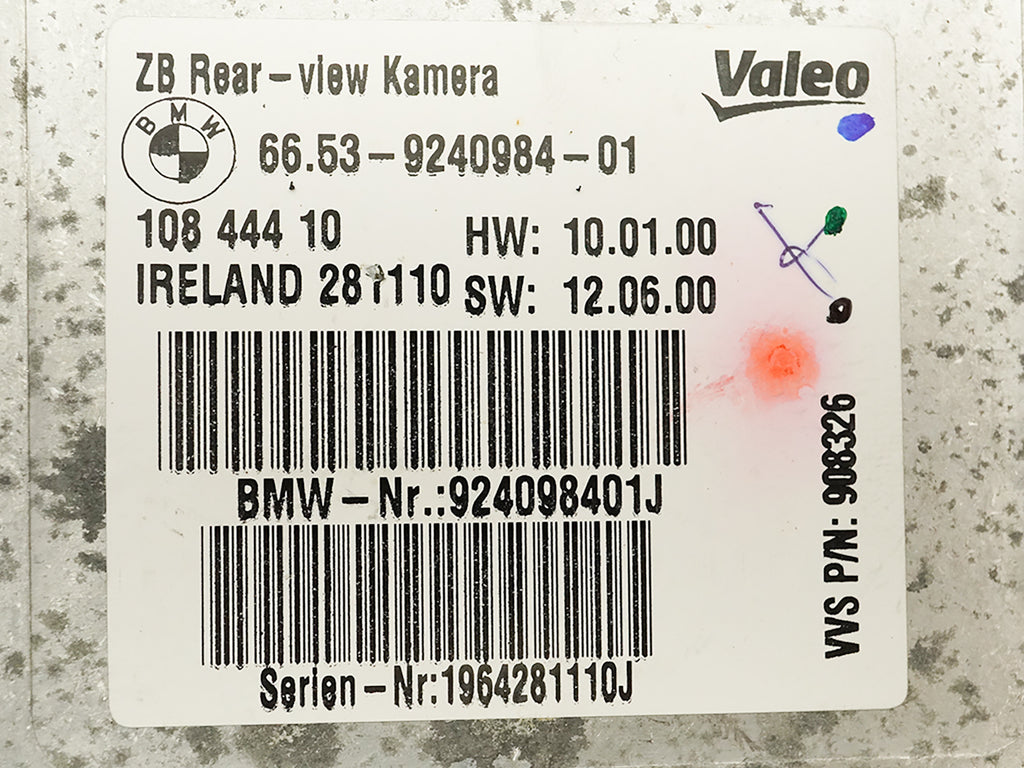 ZB Rear-view Kamera
Valeo
BMW
66.53-9240984-01
108 444 10
HW: 10.01.00
IRELAND 281110
SW: 12.06.00
BMW-Nr.:924098401J
Serien-Nr:1964281110J
VVS P/N: 908326